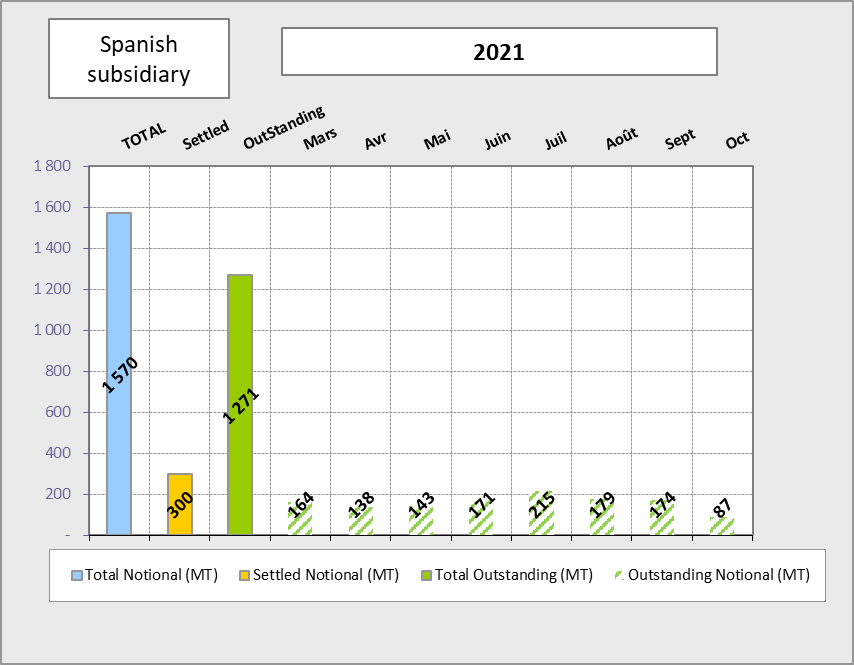 Spanish
subsidiary
2021
TOTAL
Settled
OutStanding
Mars
Avr
Mai
Juin
Juil
Août
Sept
Oct
1 800
1 600
1 400
1 200
1 000
800
600
400
200
-
1 570
300
1 271
164
138
143
171
215
179
174
87
Total Notional (MT)
Settled Notional (MT)
Total Outstanding (MT)
Outstanding Notional (MT)